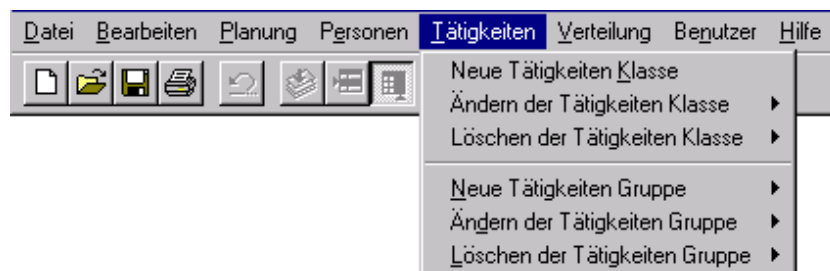 Datei Bearbeiten Planung Personen Tätigkeiten Verteilung Benutzer Hilfe
Neue Tätigkeiten Klasse
Ändern der Tätigkeiten Klasse
Löschen der Tätigkeiten Klasse
Neue Tätigkeiten Gruppe
Ändern der Tätigkeiten Gruppe
Löschen der Tätigkeiten Gruppe